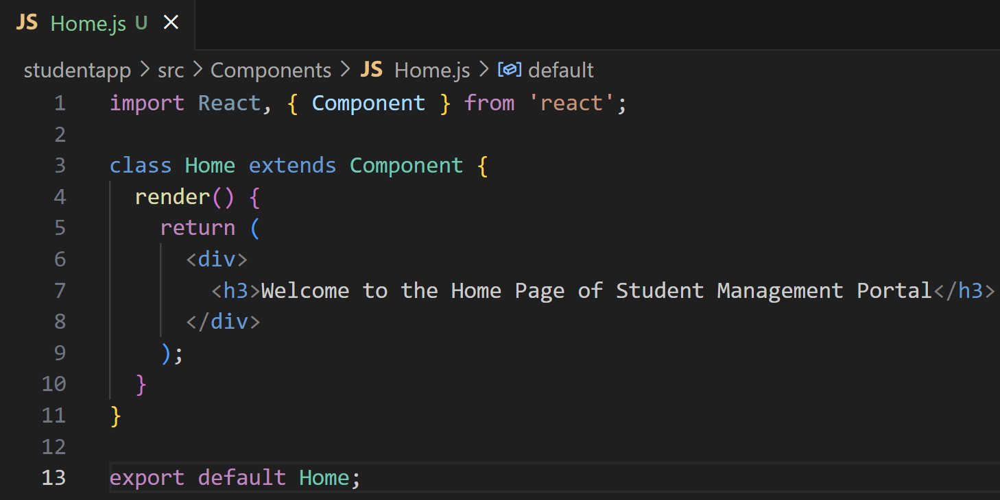 JS Home.js U ×
studentapp > src > Components > JS Home.js > default
1 import React, { Component } from 'react';
2
3 class Home extends Component {
4   render() {
5     return (
6       <div>
7         <h3>Welcome to the Home Page of Student Management Portal</h3>
8       </div>
9     );
10   }
11 }
12
13 export default Home;